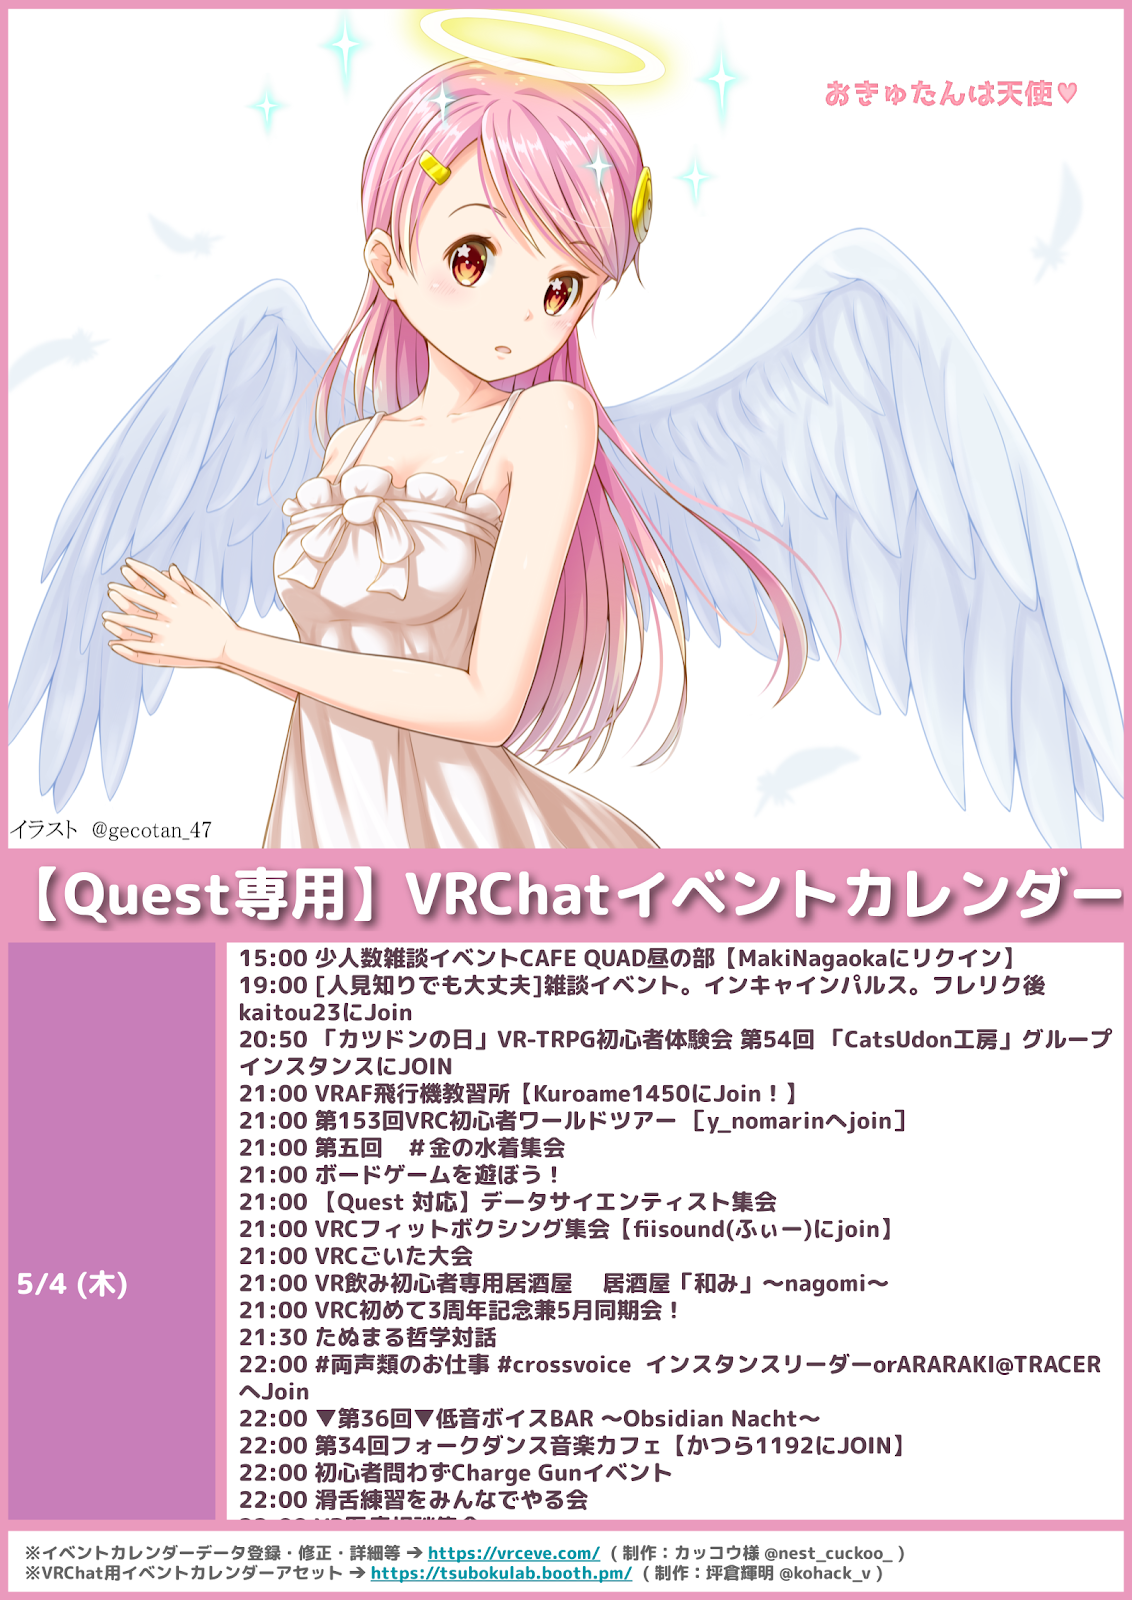 おきゅたんは天使♥
イラスト @gecotan_47
【Quest専用】VRChatイベントカレンダー
5/4 (木)
15:00 少人数雑談イベントCAFE QUAD昼の部【MakiNagaokaにリクイン】
19:00 [人見知りでも大丈夫]雑談イベント。インキャインパルス。フレリク後
kaitou23にJoin
20:50 「カツドンの日」VR-TRPG初心者体験会 第54回 「CatsUdon工房」グループ
インスタンスにJOIN
21:00 VRAF飛行機教習所【Kuroame1450にJoin！】
21:00 第153回VRC初心者ワールドツアー ［y_nomarinへjoin］
21:00 第五回　＃金の水着集会
21:00 ボードゲームを遊ぼう！
21:00 【Quest 対応】データサイエンティスト集会
21:00 VRCフィットボクシング集会【fiisound(ふぃー)にjoin】
21:00 VRCごいた大会
21:00 VR飲み初心者専用居酒屋　 居酒屋「和み」～nagomi～
21:00 VRC初めて3周年記念兼5月同期会！
21:30 たぬまる哲学対話
22:00 #両声類のお仕事 #crossvoice インスタンスリーダーorARARAKI@TRACER
へJoin
22:00 ▼第36回▼低音ボイスBAR ～Obsidian Nacht～
22:00 第34回フォークダンス音楽カフェ【かつら1192にJOIN】
22:00 初心者問わずCharge Gunイベント
22:00 滑舌練習をみんなでやる会
※イベントカレンダーデータ登録・修正・詳細等 ➔ https://vrceve.com/ ( 制作：カッコウ様 @nest_cuckoo_ )
※VRChat用イベントカレンダーアセット ➔ https://tsubokulab.booth.pm/ ( 制作：坪倉輝明 @kohack_v )